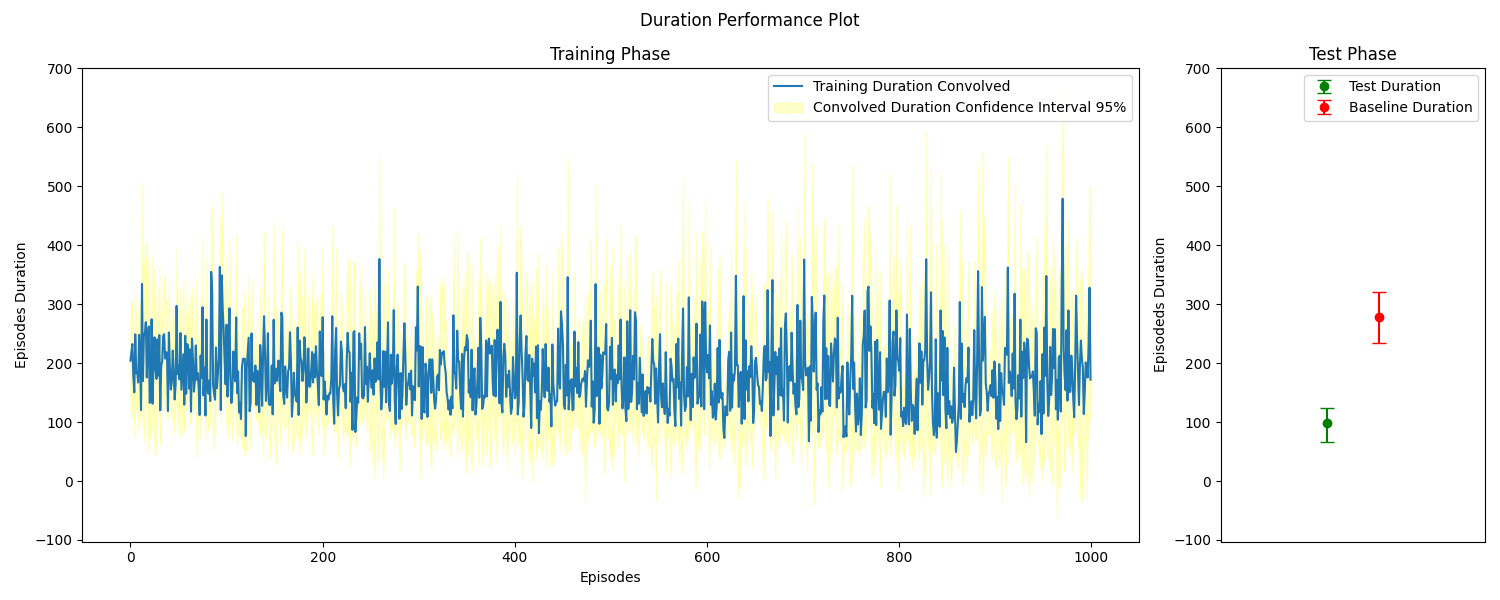 Duration Performance Plot
Training Phase
Training Duration Convolved
Convolved Duration Confidence Interval 95%
Episodes Duration
700
600
500
400
300
200
100
0
−100
0
200
400
600
800
1000
Episodes
Test Phase
Test Duration
Baseline Duration
Episodeds Duration
700
600
500
400
300
200
100
0
−100